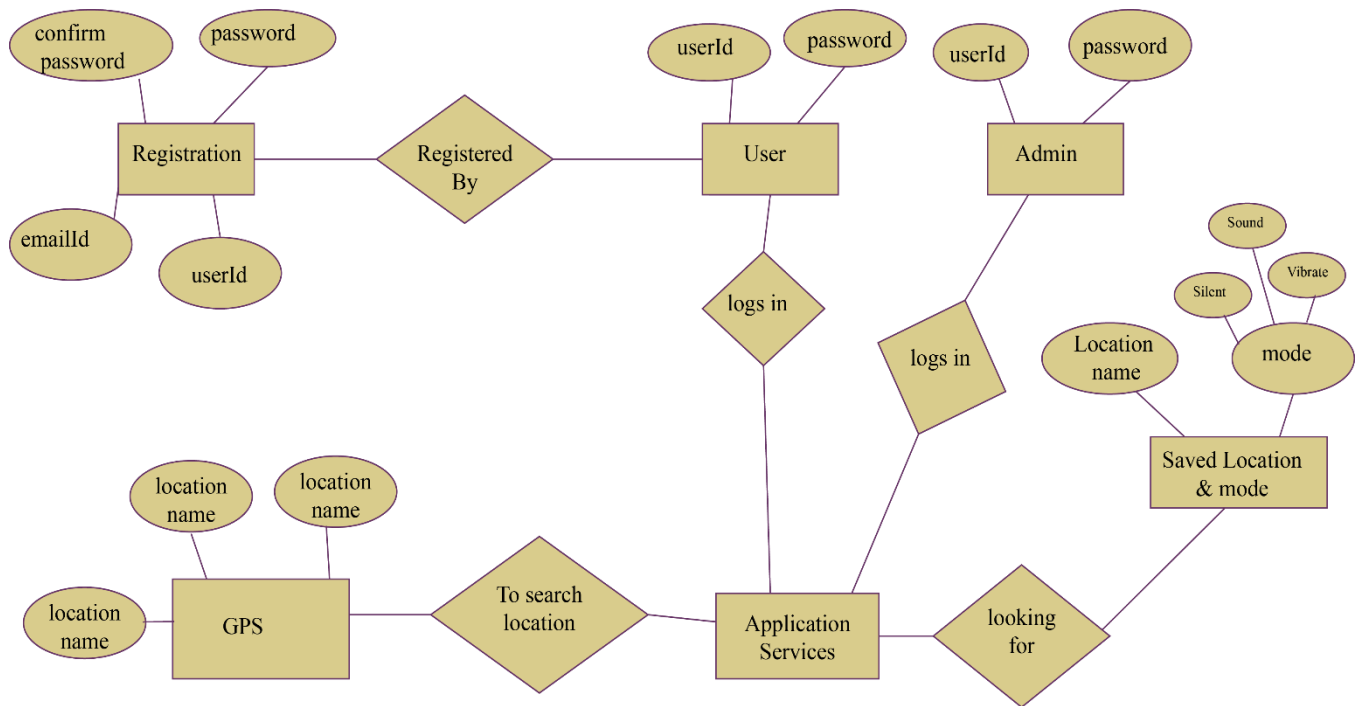 confirm
password
password
userId
password
userId
password
Registration
Registered
By
User
Admin
emailId
userId
Sound
Vibrate
Silent
logs in
logs in
Location
name
mode
Saved Location
& mode
location
name
location
name
location
name
GPS
To search
location
Application
Services
looking
for